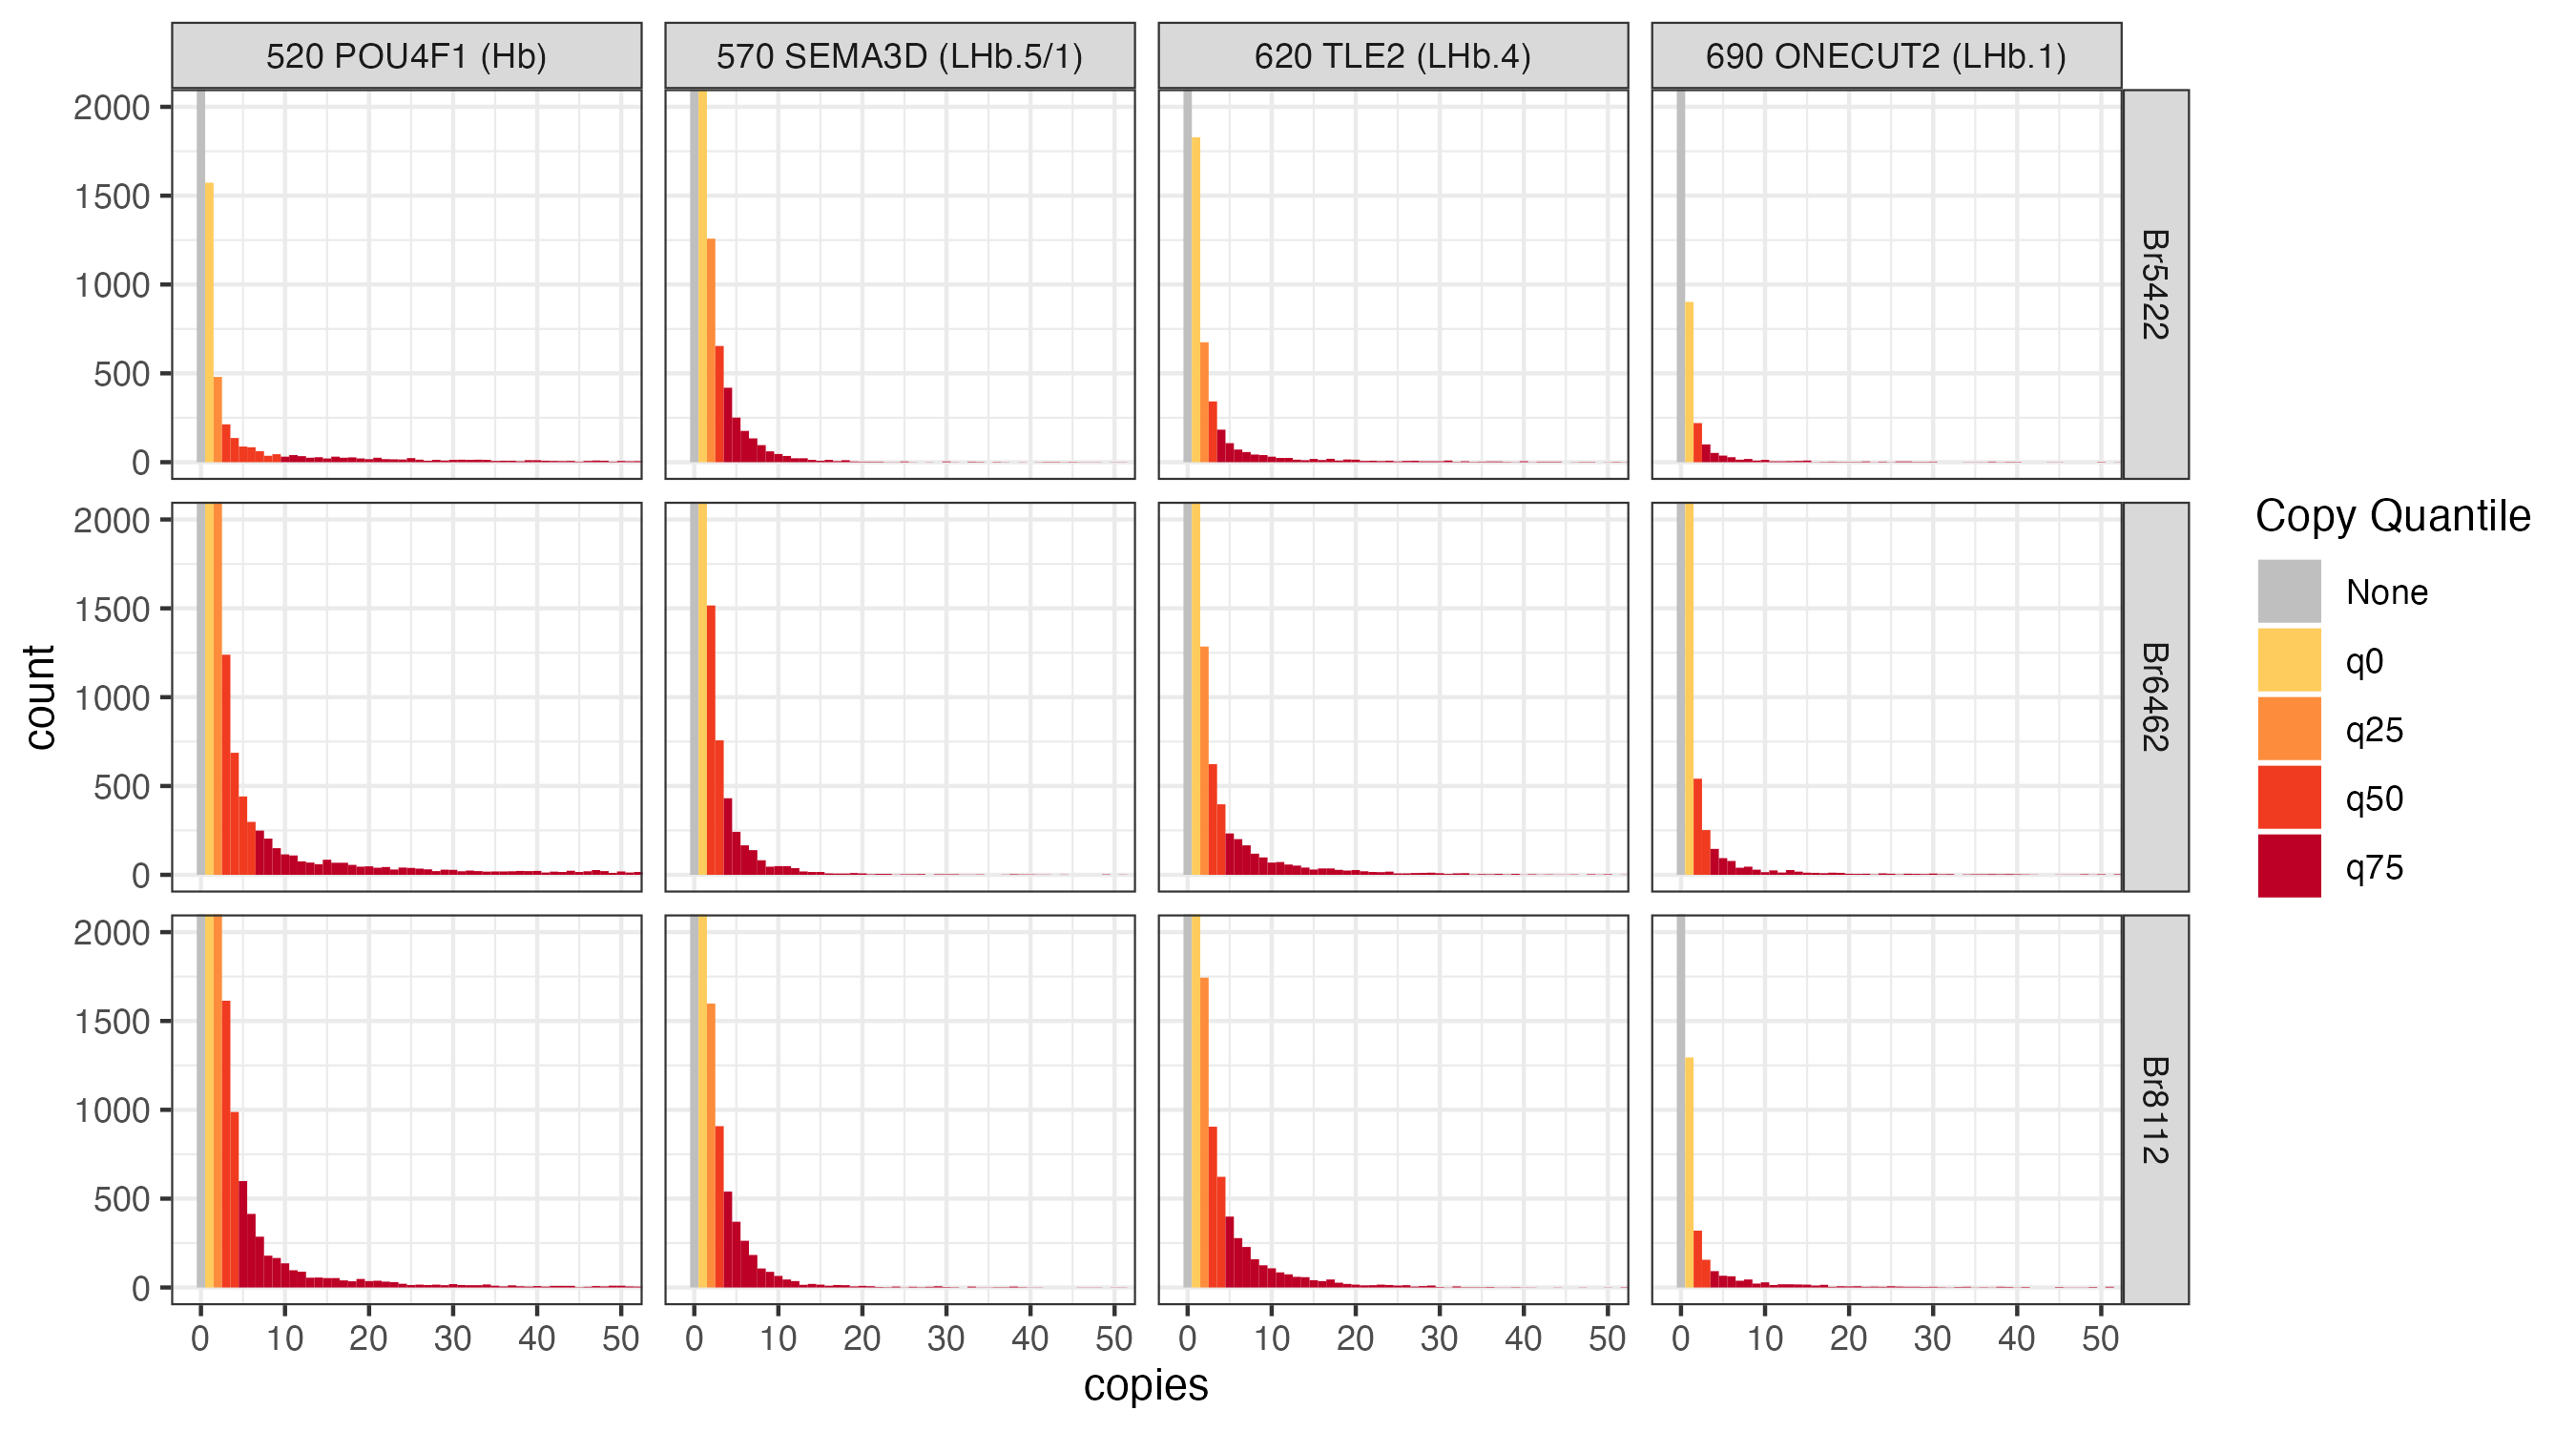 520 POU4F1 (Hb)
570 SEMA3D (LHb.5/1)
620 TLE2 (LHb.4)
690 ONECUT2 (LHb.1)
2000
1500
1000
500
0
Br5422
2000
1500
1000
500
0
Br6462
2000
1500
1000
500
0
Br8112
count
0 10 20 30 40 50
0 10 20 30 40 50
0 10 20 30 40 50
0 10 20 30 40 50
copies
Copy Quantile
None
q0
q25
q50
q75